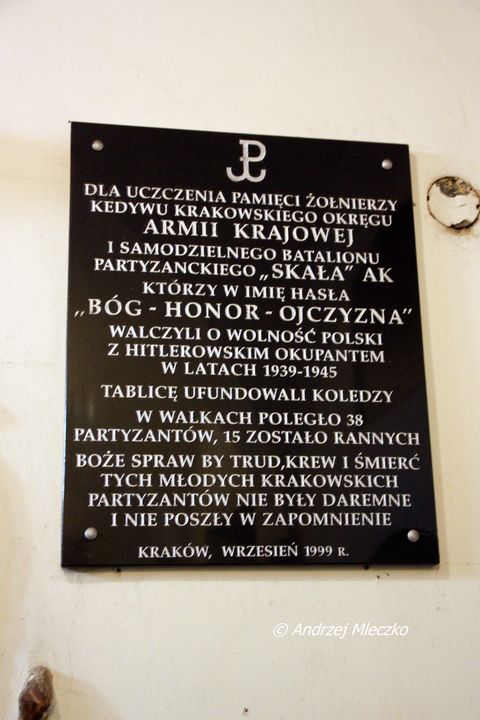 DLA UCZCZENIA PAMIĘCI ŻOŁNIERZY
KEDYWU KRAKOWSKIEGO OKRĘGU
ARMII KRAJOWEJ
I SAMODZIELNEGO BATALIONU
PARTYZANCKIEGO „SKAŁA” AK
KTÓRZY W IMIĘ HASŁA
„BÓG - HONOR - OJCZYZNA”
WALCZYLI O WOLNOŚĆ POLSKI
Z HITLEROWSKIM OKUPANTEM
W LATACH 1939-1945
TABLICĘ UFUNDOWALI KOLEDZY
W WALKACH POLEGŁO 38
PARTYZANTÓW, 15 ZOSTAŁO RANNYCH
BOŻE SPRAW BY TRUD,KREW I ŚMIERĆ
TYCH MŁODYCH KRAKOWSKICH
PARTYZANTÓW NIE BYŁY DAREMNE
I NIE POSZŁY W ZAPOMNIENIE
KRAKÓW, WRZESIEŃ 1999 R.
© Andrzej Mleczko